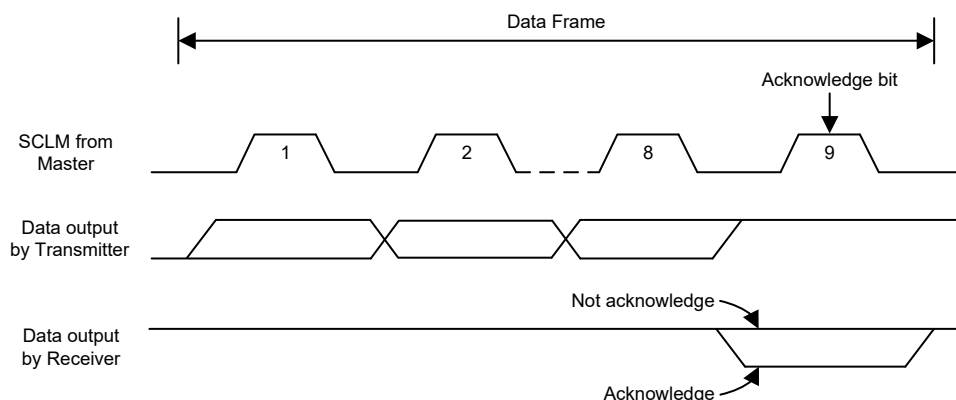 Data Frame
Acknowledge bit
SCLM from
Master
1
2
8
9
Data output
by Transmitter
Not acknowledge
Data output
by Receiver
Acknowledge